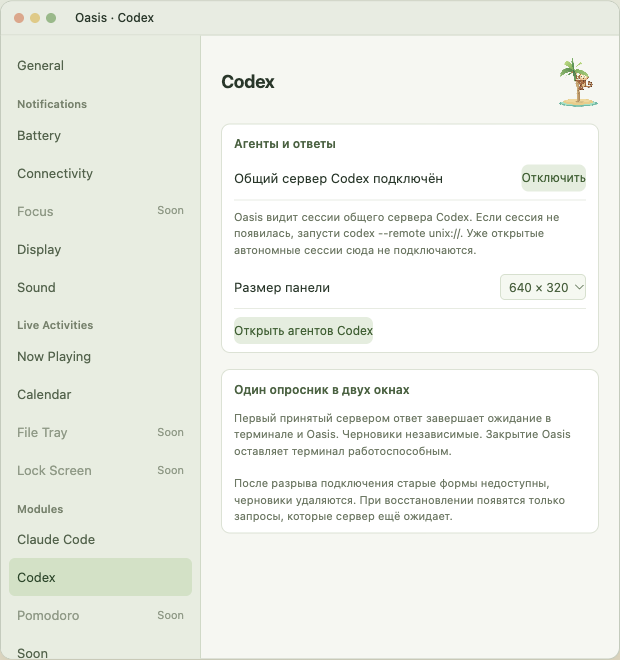 Oasis · Codex
General
Notifications
Battery
Connectivity
Focus Soon
Display
Sound
Live Activities
Now Playing
Calendar
File Tray Soon
Lock Screen Soon
Modules
Claude Code
Codex
Pomodoro Soon
Soon
Codex
Агенты и ответы
Общий сервер Codex подключён Отключить
Oasis видит сессии общего сервера Codex. Если сессия не
появилась, запусти codex --remote unix://. Уже открытые
автономные сессии сюда не подключаются.
Размер панели 640 × 320
Открыть агентов Codex
Один опросник в двух окнах
Первый принятый сервером ответ завершает ожидание в
терминале и Oasis. Черновики независимые. Закрытие Oasis
оставляет терминал работоспособным.
После разрыва подключения старые формы недоступны,
черновики удаляются. При восстановлении появятся только
запросы, которые сервер ещё ожидает.